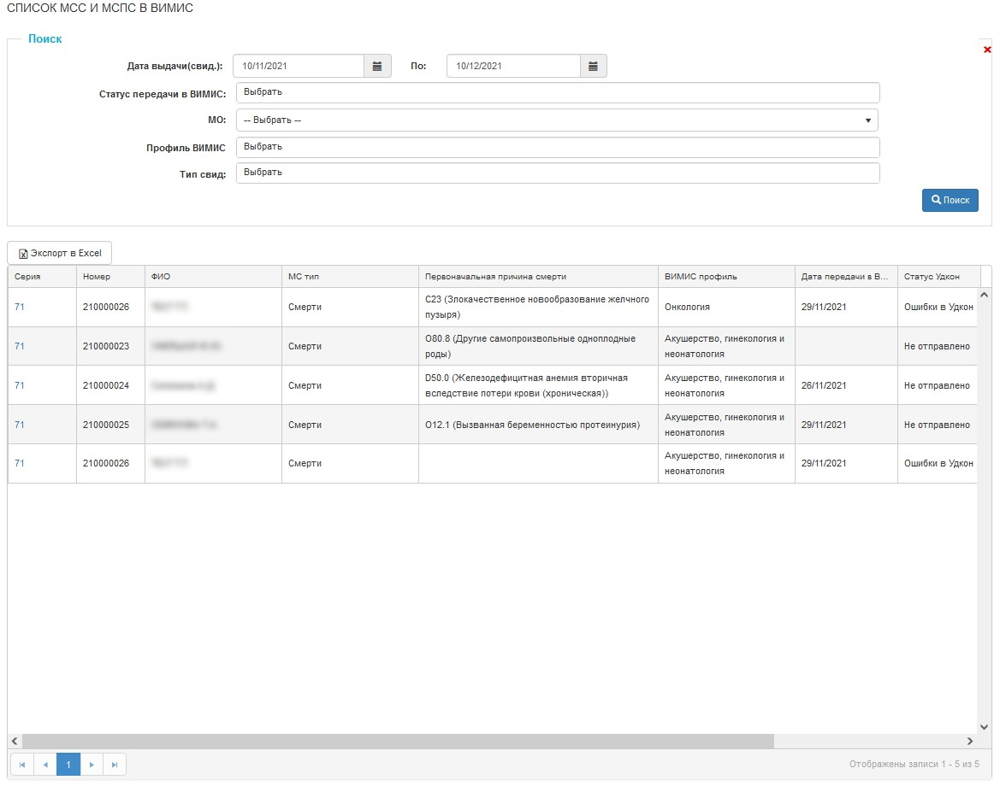 СПИСОК МСС И МСПС В ВИМИС
Поиск
Дата выдачи(свид.): 10/11/2021 По: 10/12/2021
Статус передачи в ВИМИС: Выбрать
МО: -- Выбрать --
Профиль ВИМИС Выбрать
Тип свид: Выбрать
Поиск
Экспорт в Excel
Серия Номер ФИО МС тип Первоначальная причина смерти ВИМИС профиль Дата передачи в В... Статус Удкон
71 210000026 Смерти C23 (Злокачественное новообразование желчного пузыря) Онкология 29/11/2021 Ошибки в Удкон
71 210000023 Смерти O80.8 (Другие самопроизвольные одноплодные роды) Акушерство, гинекология и неонатология Не отправлено
71 210000024 Смерти D50.0 (Железодефицитная анемия вторичная вследствие потери крови (хроническая)) Акушерство, гинекология и неонатология 26/11/2021 Не отправлено
71 210000025 Смерти O12.1 (Вызванная беременностью протеинурия) Акушерство, гинекология и неонатология 29/11/2021 Не отправлено
71 210000026 Смерти Акушерство, гинекология и неонатология 29/11/2021 Ошибки в Удкон
1
Отображены записи 1 - 5 из 5